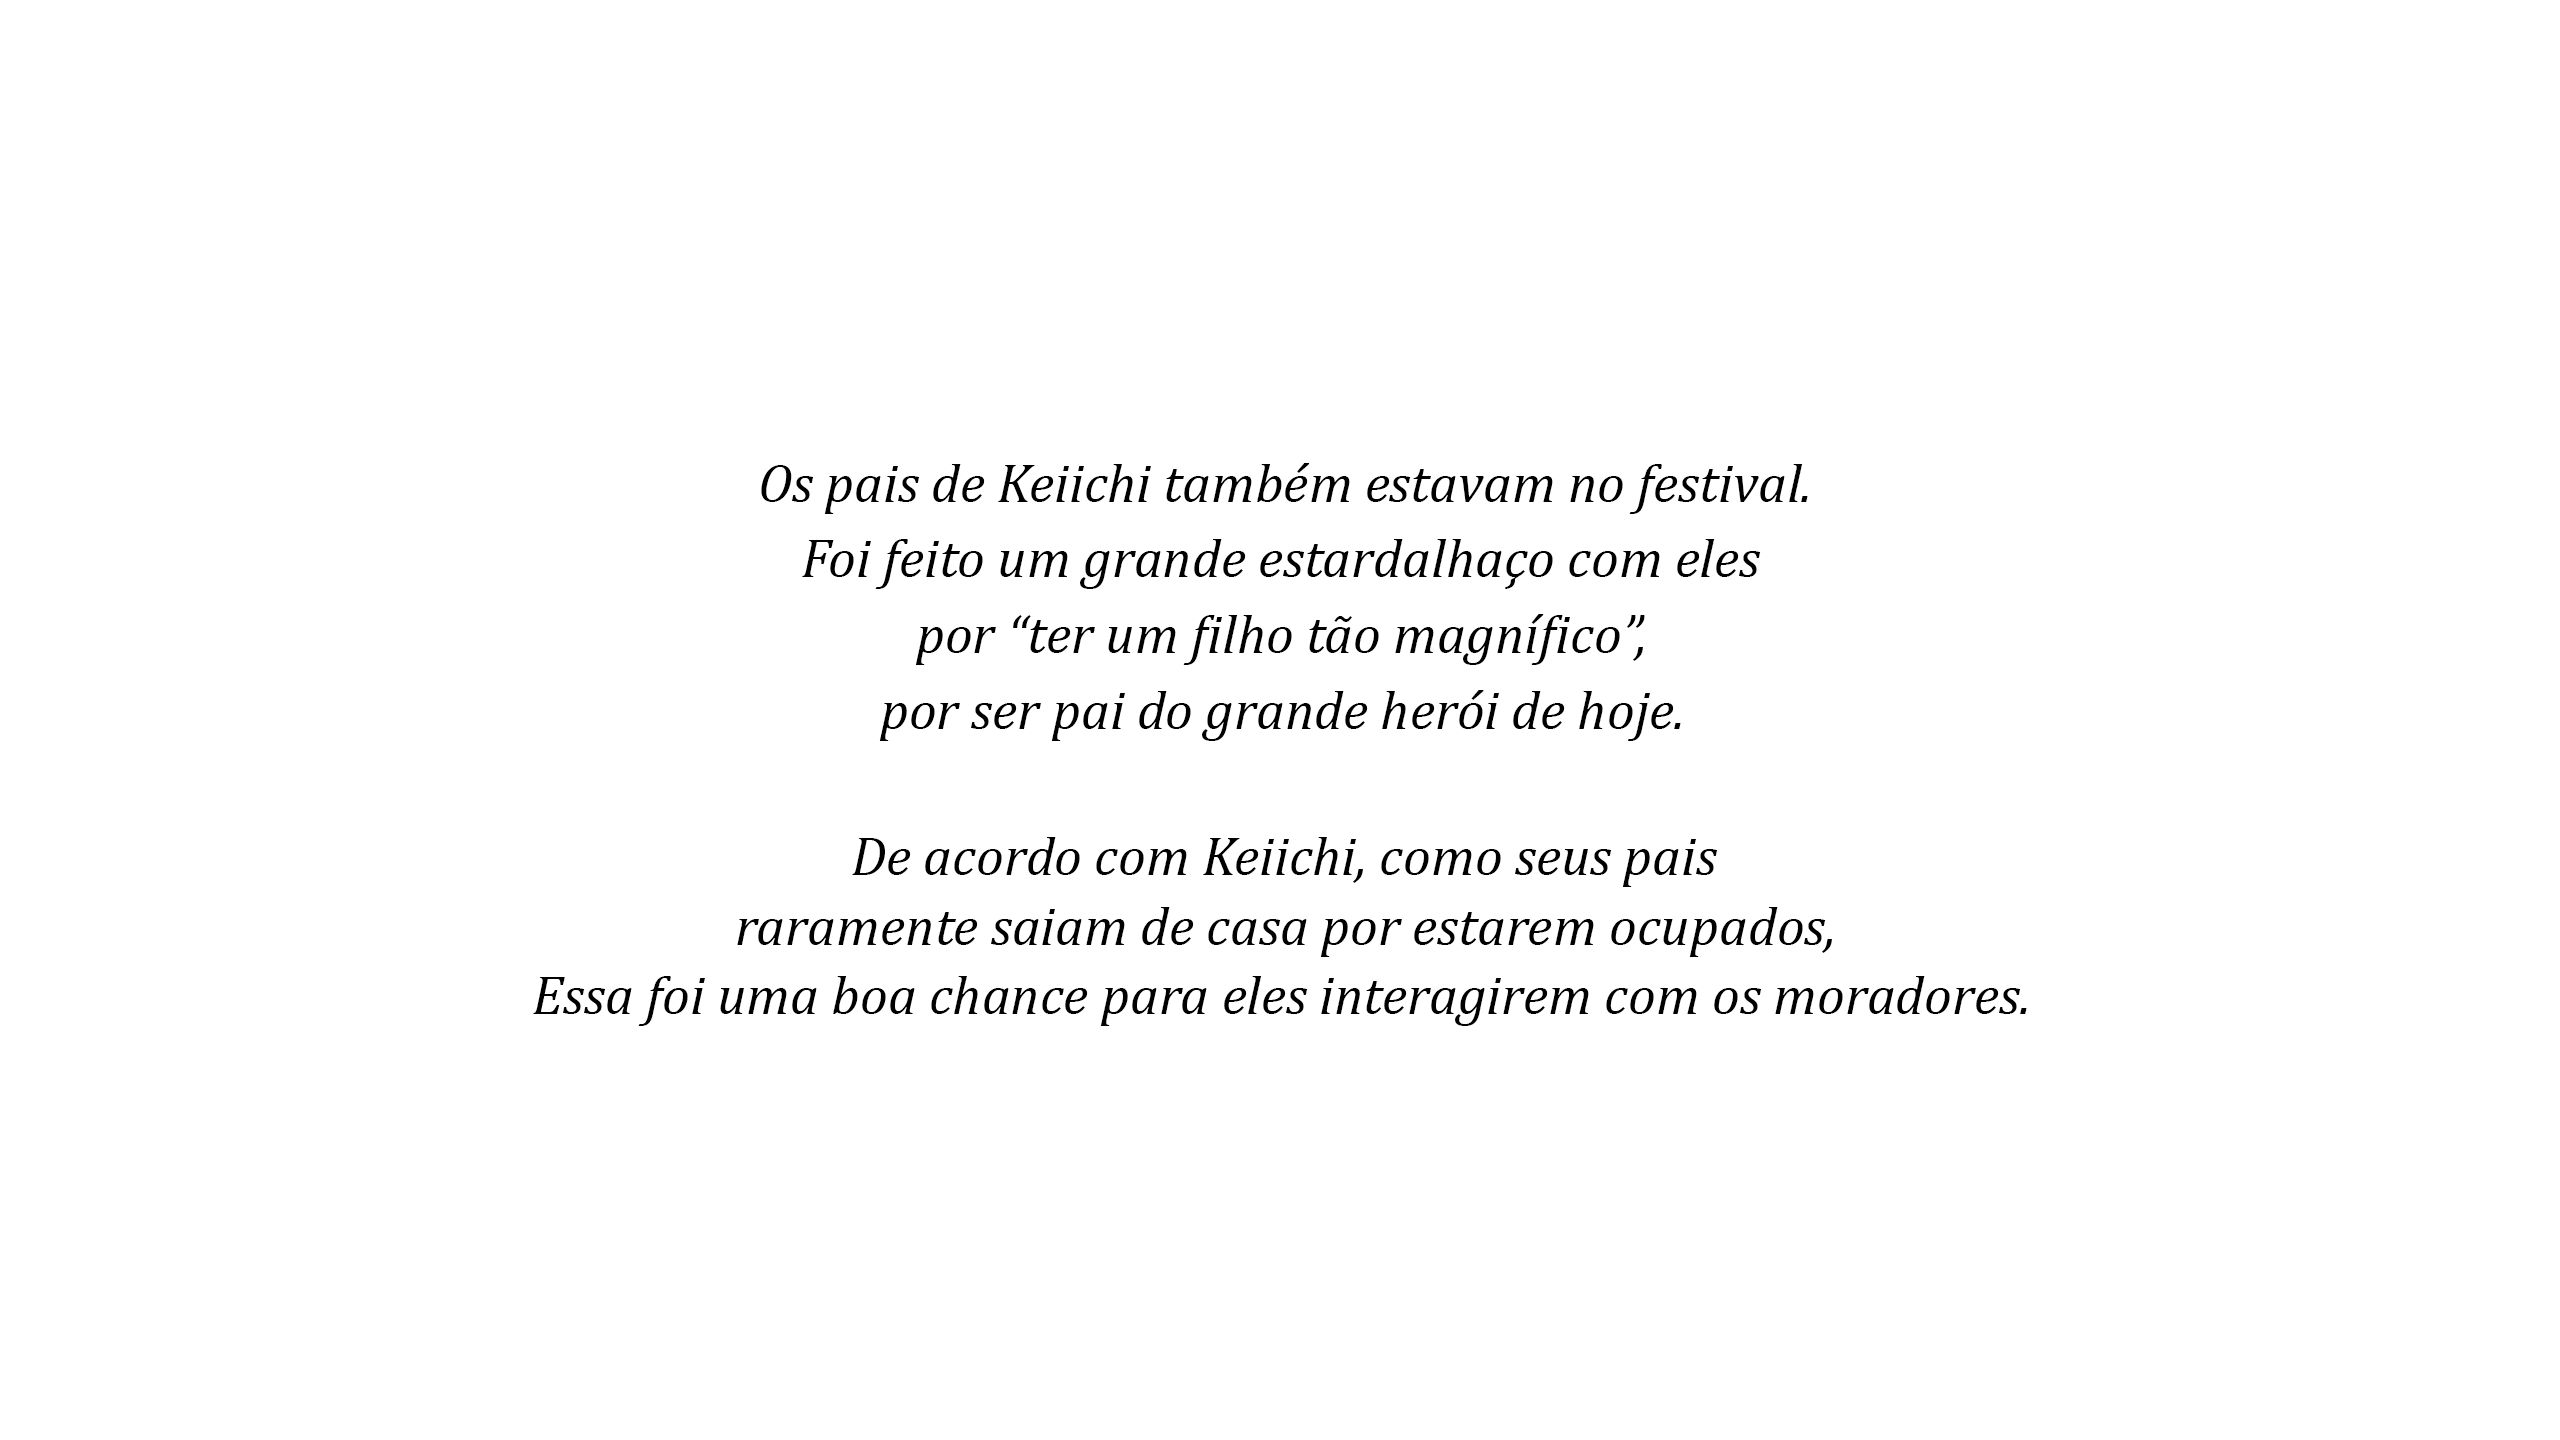 Os pais de Keiichi também estavam no festival.
Foi feito um grande estardalhaço com eles
por “ter um filho tão magnífico”,
por ser pai do grande herói de hoje.
De acordo com Keiichi, como seus pais
raramente saiam de casa por estarem ocupados,
Essa foi uma boa chance para eles interagirem com os moradores.